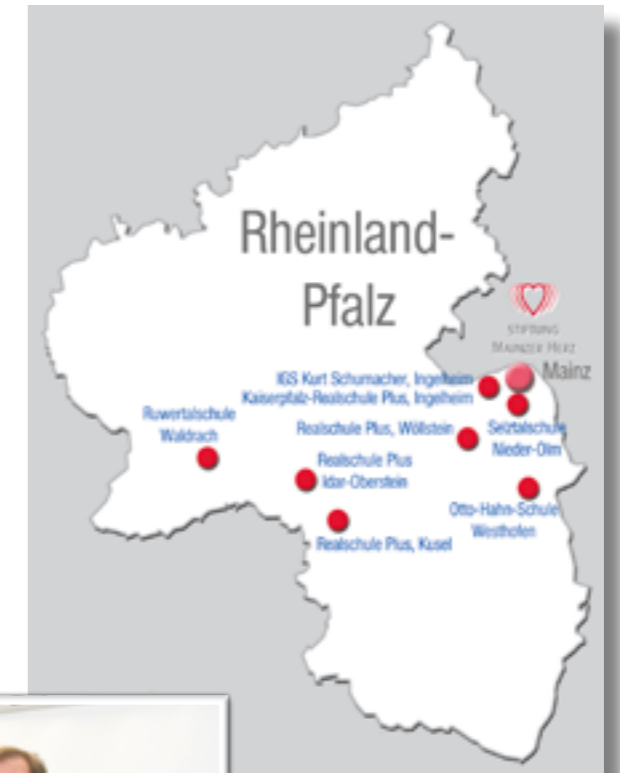 Rheinland-
Pfalz
STIFTUNG
MAINZER HERZ
Mainz
IGS Kurt Schumacher, Ingelheim
Kaiserpfalz-Realschule Plus, Ingelheim
Ruwertalschule
Waldrach
Realschule Plus, Wöllstein
Selztalschule
Nieder-Olm
Realschule Plus
Idar-Oberstein
Otto-Hahn-Schule
Westhofen
Realschule Plus, Kusel